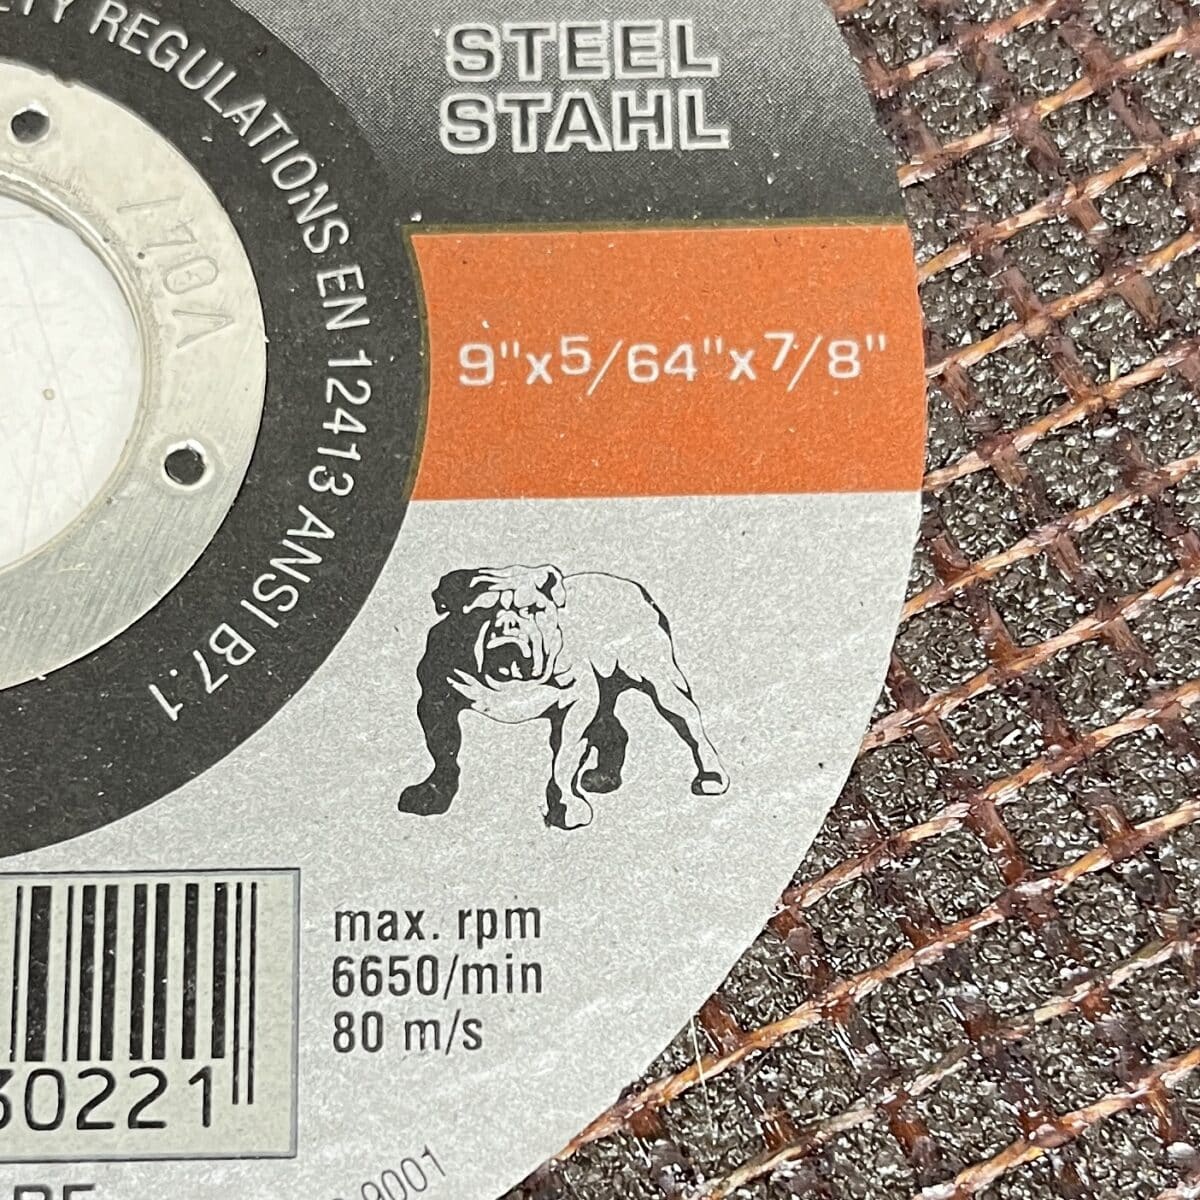 REGULATIONS EN 12413 ANSI B7.1
STEEL
STAHL
9"x5/64"x7/8"
max. rpm
6650/min
80 m/s
30221
9001